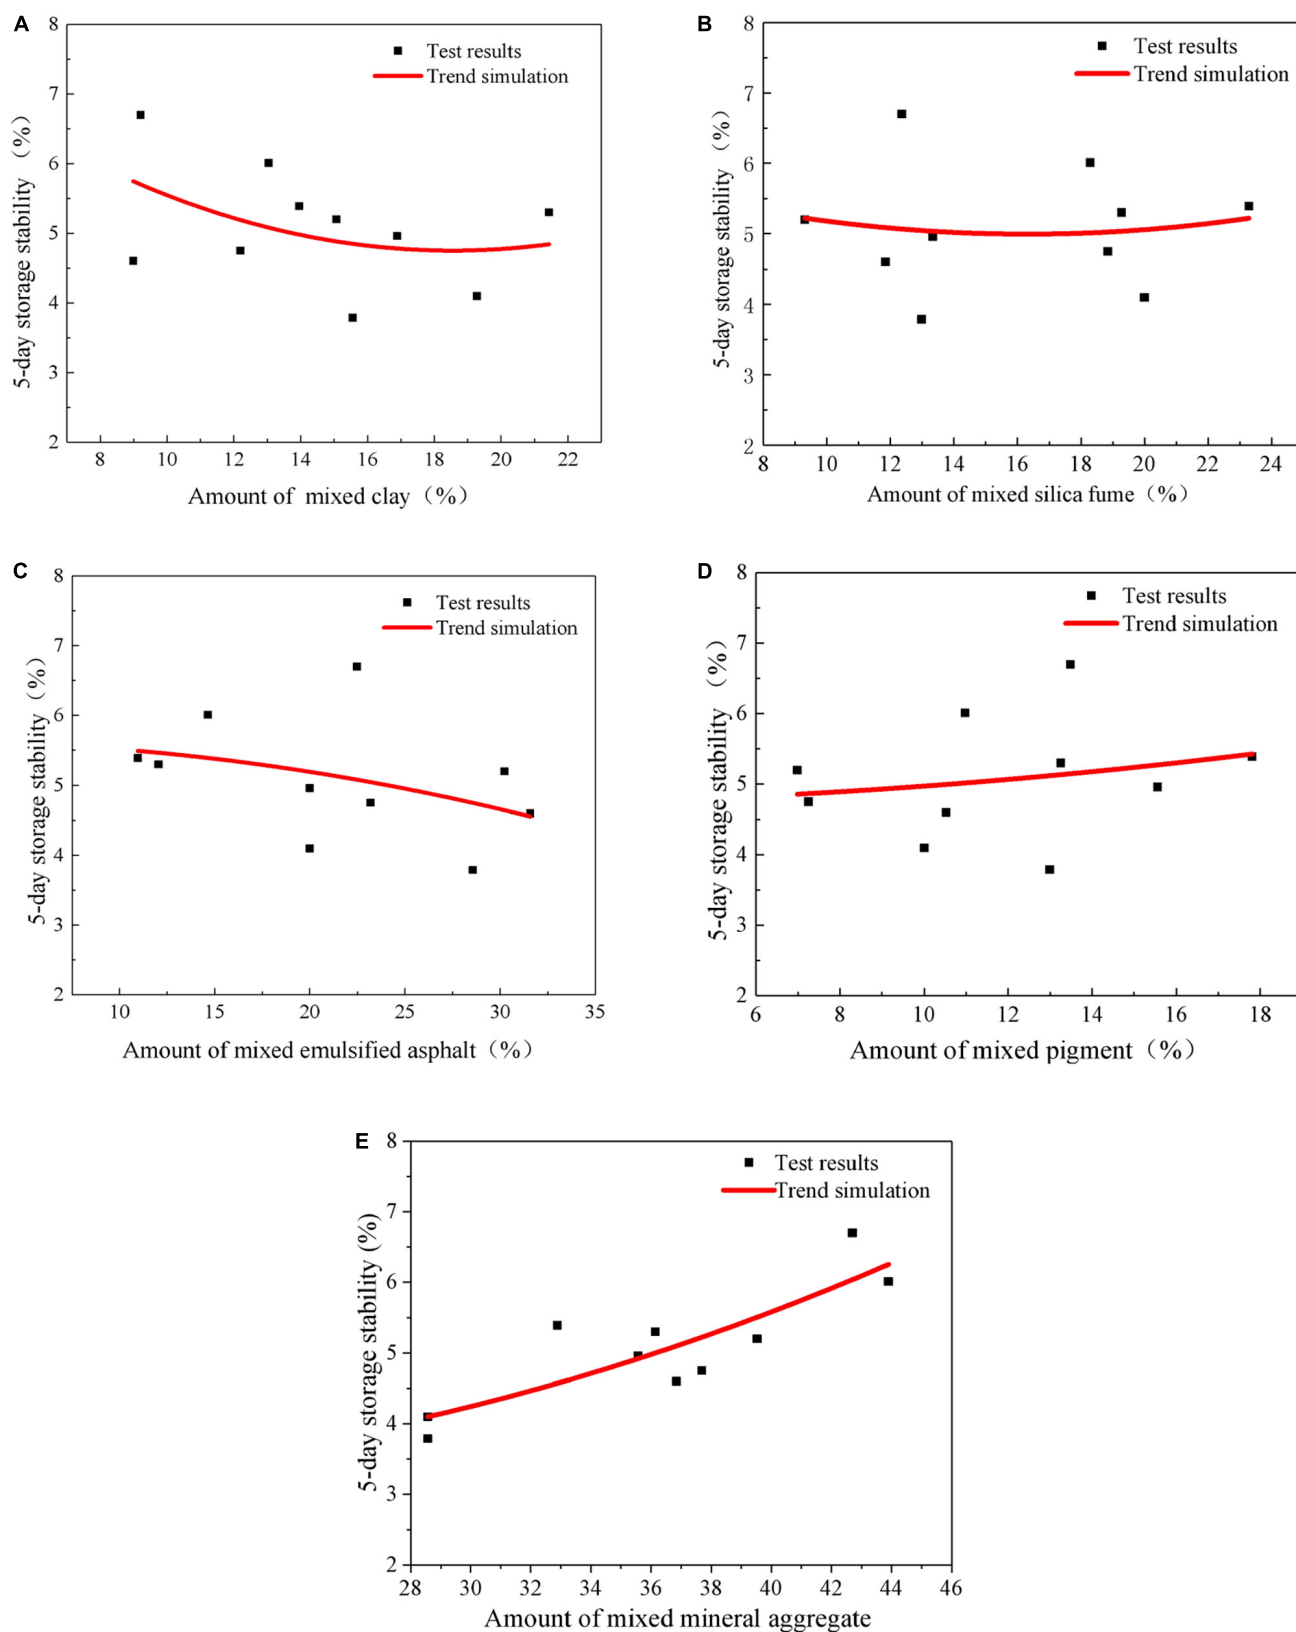 A
8
7
6
5
4
3
2
5-day storage stability（%）
Test results
Trend simulation
8 10 12 14 16 18 20 22
Amount of mixed clay（%）
B
8
7
6
5
4
3
2
5-day storage stability（%）
Test results
Trend simulation
8 10 12 14 16 18 20 22 24
Amount of mixed silica fume（%）
C
8
7
6
5
4
3
2
5-day storage stability（%）
Test results
Trend simulation
10 15 20 25 30 35
Amount of mixed emulsified asphalt（%）
D
8
7
6
5
4
3
2
5-day storage stability（%）
Test results
Trend simulation
6 8 10 12 14 16 18
Amount of mixed pigment（%）
E
8
7
6
5
4
3
2
5-day storage stability (%)
Test results
Trend simulation
28 30 32 34 36 38 40 42 44 46
Amount of mixed mineral aggregate